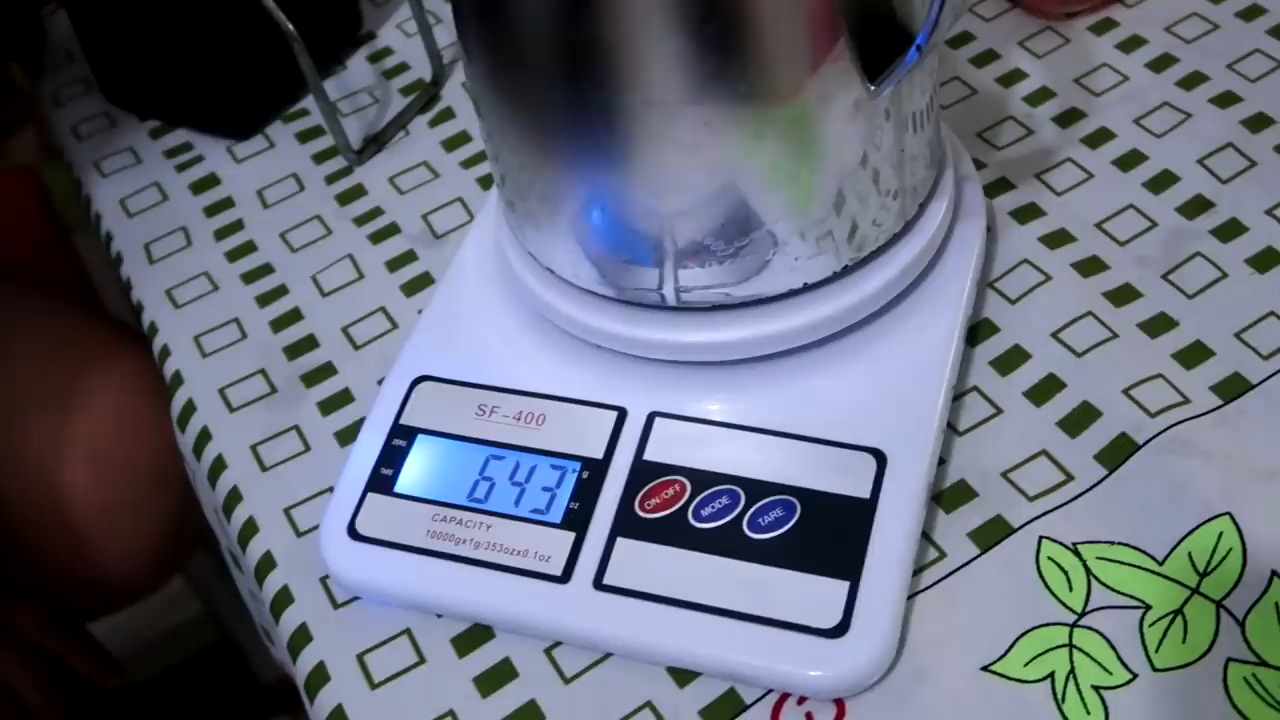 SF-400
ZERO
TARE
643
g
oz
CAPACITY
10000gx1g/353ozx0.1oz
ON/OFF
MODE
TARE